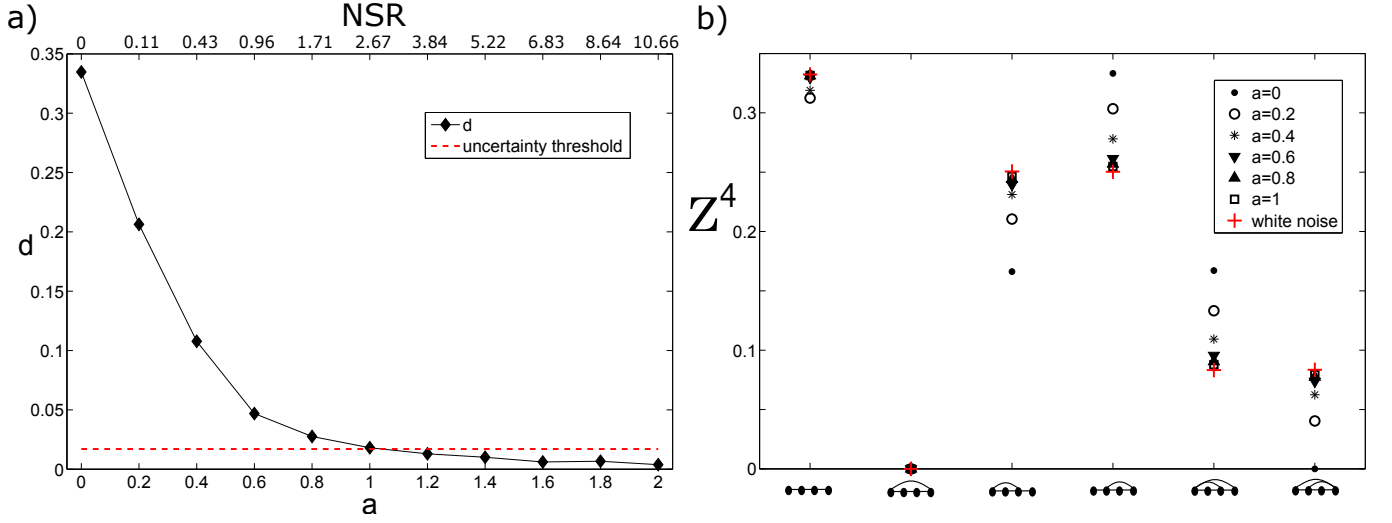 a)
NSR
0 0.11 0.43 0.96 1.71 2.67 3.84 5.22 6.83 8.64 10.66
0.35
0.3
0.25
0.2
0.15
0.1
0.05
0
d
d
uncertainty threshold
0 0.2 0.4 0.6 0.8 1 1.2 1.4 1.6 1.8 2
a
b)
0.3
0.2
0.1
0
Z^4
a=0
a=0.2
a=0.4
a=0.6
a=0.8
a=1
white noise